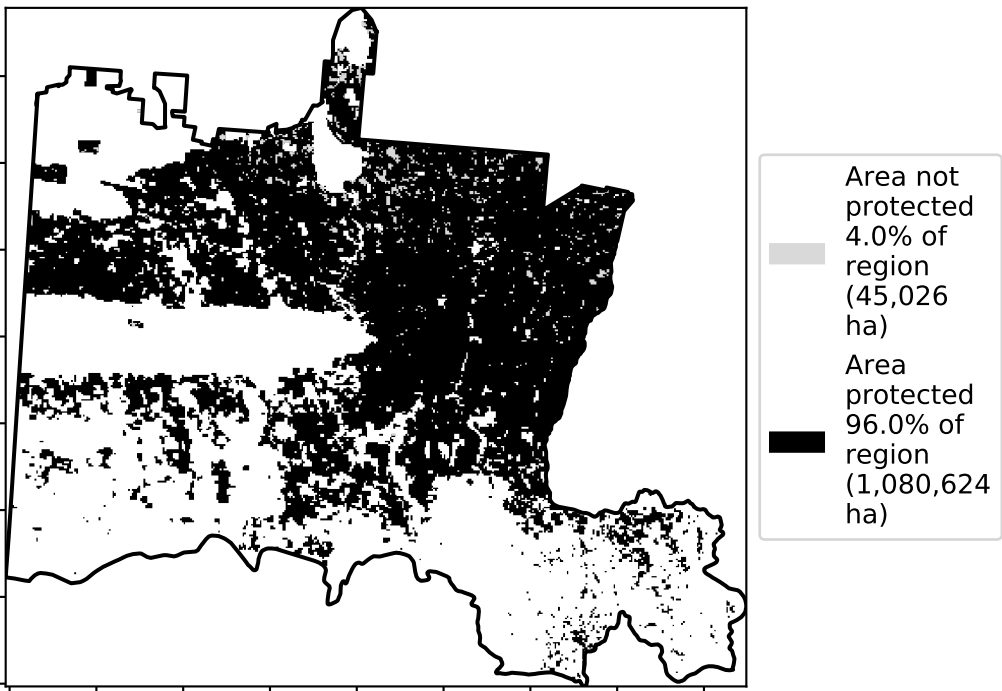 Area not
protected
4.0% of
region
(45,026
ha)
Area
protected
96.0% of
region
(1,080,624
ha)